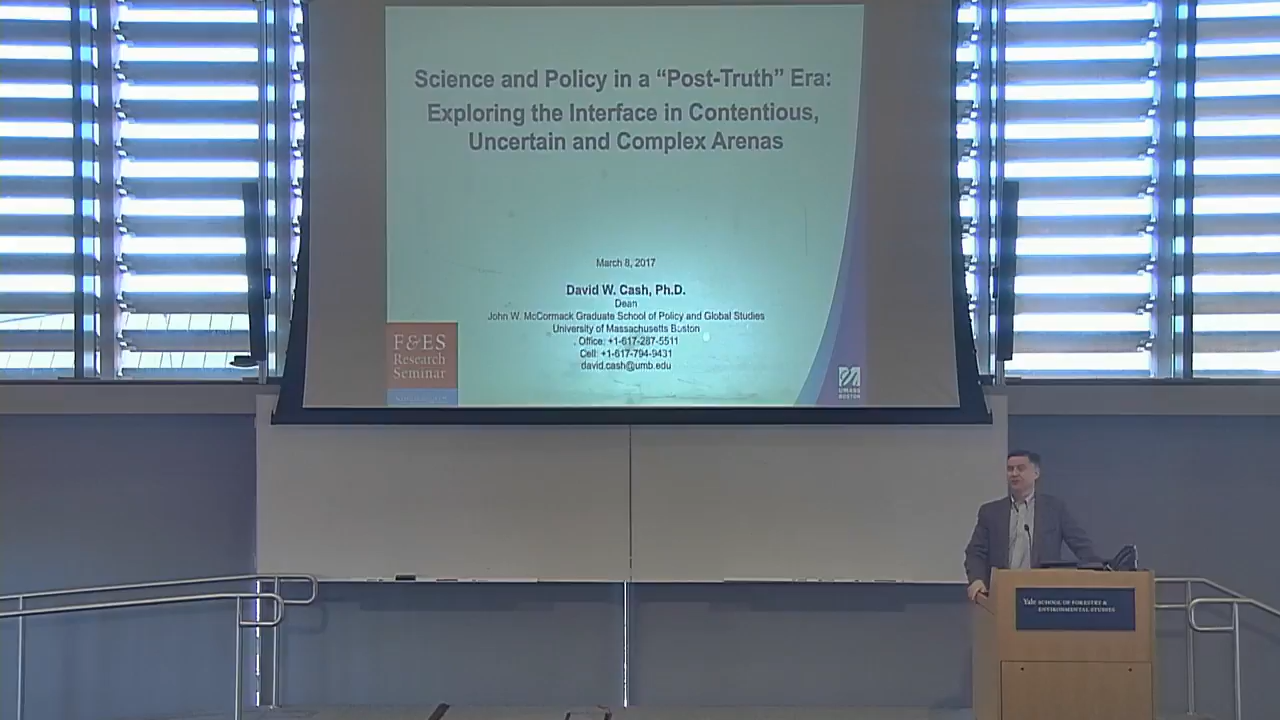 Science and Policy in a “Post-Truth” Era:
Exploring the Interface in Contentious,
Uncertain and Complex Arenas
March 8, 2017
David W. Cash, Ph.D.
Dean
John W. McCormack Graduate School of Policy and Global Studies
University of Massachusetts Boston
Office: +1-617-287-5511
Cell: +1-617-794-9431
david.cash@umb.edu
F&ES
Research
Seminar
UMASS
BOSTON
Yale SCHOOL OF FORESTRY &
ENVIRONMENTAL STUDIES